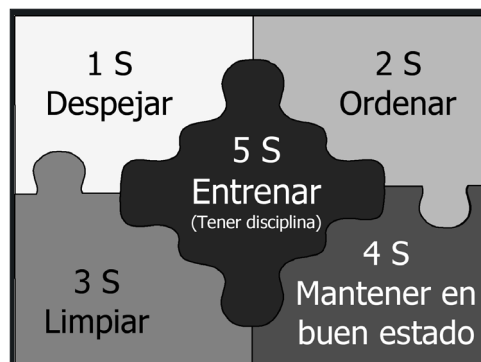 1 S
Despejar
2 S
Ordenar
5 S
Entrenar
(Tener disciplina)
3 S
Limpiar
4 S
Mantener en
buen estado